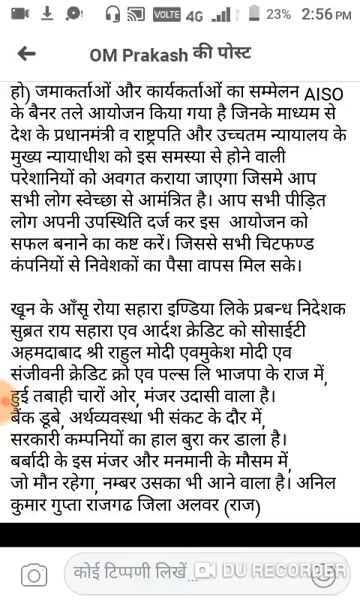 VOLTE 4G 23% 2:56 PM
OM Prakash की पोस्ट
हो) जमाकर्ताओं और कार्यकर्ताओं का सम्मेलन AISO
के बैनर तले आयोजन किया गया है जिनके माध्यम से
देश के प्रधानमंत्री व राष्ट्रपति और उच्चतम न्यायालय के
मुख्य न्यायाधीश को इस समस्या से होने वाली
परेशानियों को अवगत कराया जाएगा जिसमे आप
सभी लोग स्वेच्छा से आमंत्रित है। आप सभी पीड़ित
लोग अपनी उपस्थिति दर्ज कर इस आयोजन को
सफल बनाने का कष्ट करें। जिससे सभी चिटफण्ड
कंपनियों से निवेशकों का पैसा वापस मिल सके।
खून के आँसू रोया सहारा इण्डिया लिके प्रबन्ध निदेशक
सुब्रत राय सहारा एव आर्दश क्रेडिट को सोसाईटी
अहमदाबाद श्री राहुल मोदी एवमुकेश मोदी एव
संजीवनी क्रेडिट क्रो एव पल्स लि भाजपा के राज में,
हुई तबाही चारों ओर, मंजर उदासी वाला है।
बैंक डूबे, अर्थव्यवस्था भी संकट के दौर में,
सरकारी कम्पनियों का हाल बुरा कर डाला है।
बर्बादी के इस मंजर और मनमानी के मौसम में,
जो मौन रहेगा, नम्बर उसका भी आने वाला है। अनिल
कुमार गुप्ता राजगढ जिला अलवर (राज)
कोई टिप्पणी लिखें... DU RECORDER